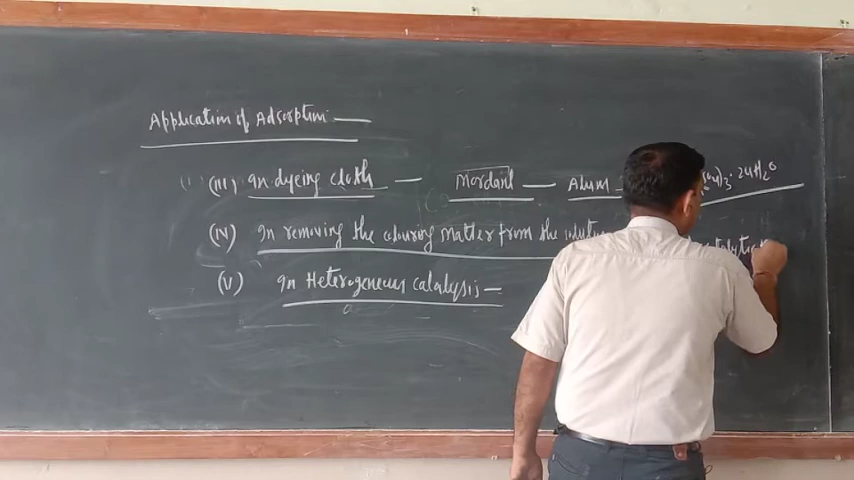 Application of Adsorption —
(III) In dyeing cloth — Mordant — Alum — )3. 24H2O
(IV) In removing the colouring matter from the
(V) In Heterogeneous catalysis —